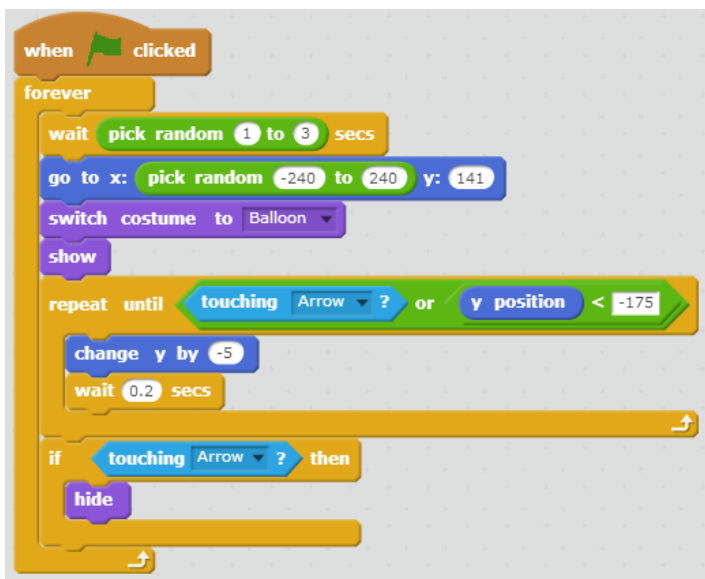 when clicked
forever
wait pick random 1 to 3 secs
go to x: pick random -240 to 240 y: 141
switch costume to Balloon
show
repeat until touching Arrow ? or y position < -175
change y by -5
wait 0.2 secs
if touching Arrow ? then
hide